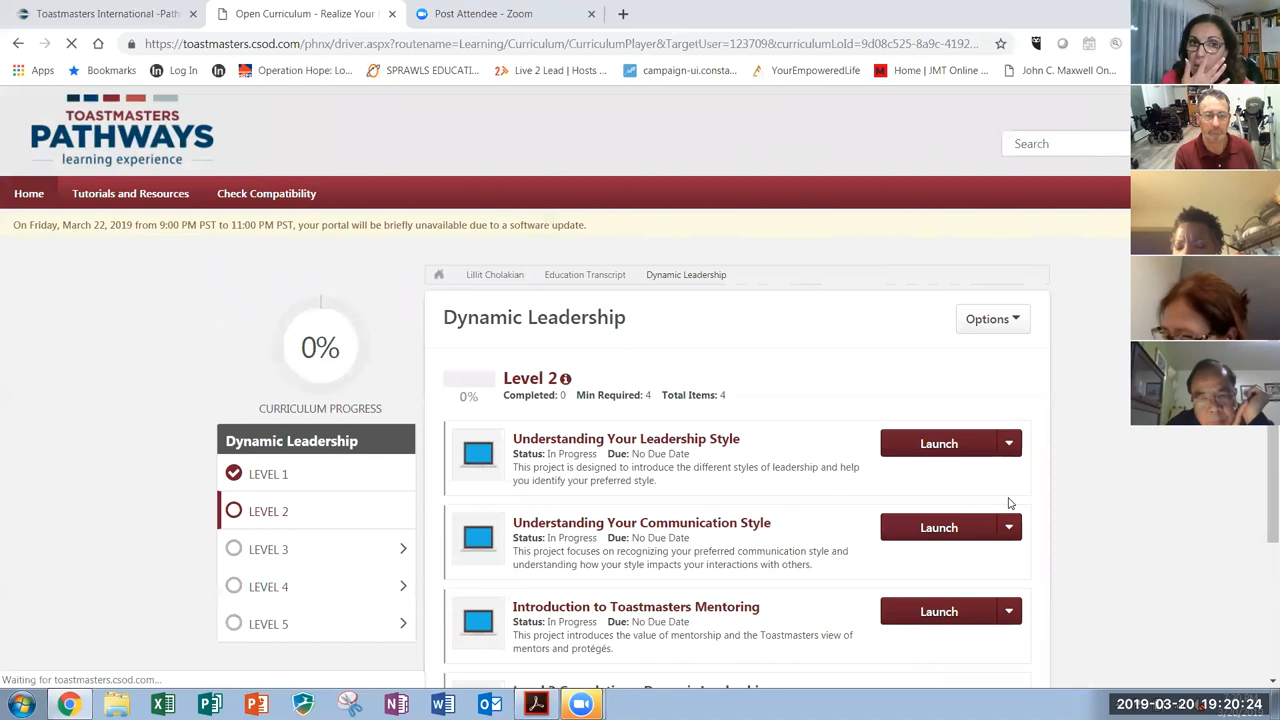 Toastmasters International -Path
Open Curriculum - Realize Your
Post Attendee - Zoom
https://toastmasters.csod.com/phnx/driver.aspx?routename=Learning/Curriculum/CurriculumPlayer&TargetUser=123709&curriculumLoId=9d08c525-8a9c-4192...
Apps
Bookmarks
Log In
Operation Hope: Lo...
SPRAWLS EDUCATI...
Live 2 Lead | Hosts ...
campaign-ui.consta...
YourEmpoweredLife
Home | JMT Online ...
John C. Maxwell On...
TOASTMASTERS
PATHWAYS
learning experience
Search
Home
Tutorials and Resources
Check Compatibility
On Friday, March 22, 2019 from 9:00 PM PST to 11:00 PM PST, your portal will be briefly unavailable due to a software update.
Lillit Cholakian
Education Transcript
Dynamic Leadership
0%
CURRICULUM PROGRESS
Dynamic Leadership
LEVEL 1
LEVEL 2
LEVEL 3
LEVEL 4
LEVEL 5
Dynamic Leadership
Options
Level 2
0%
Completed: 0 Min Required: 4 Total Items: 4
Understanding Your Leadership Style
Status: In Progress Due: No Due Date
This project is designed to introduce the different styles of leadership and help
you identify your preferred style.
Launch
Understanding Your Communication Style
Status: In Progress Due: No Due Date
This project focuses on recognizing your preferred communication style and
understanding how your style impacts your interactions with others.
Launch
Introduction to Toastmasters Mentoring
Status: In Progress Due: No Due Date
This project introduces the value of mentorship and the Toastmasters view of
mentors and protégés.
Launch
Waiting for toastmasters.csod.com...
2019-03-20 19:20:24